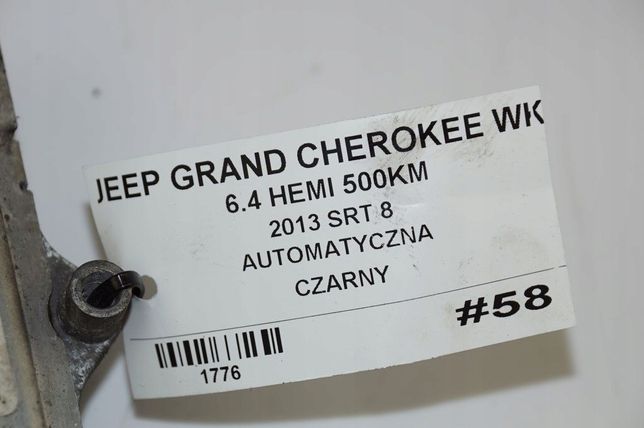 JEEP GRAND CHEROKEE WK
6.4 HEMI 500KM
2013 SRT 8
AUTOMATYCZNA
CZARNY
#58
1776